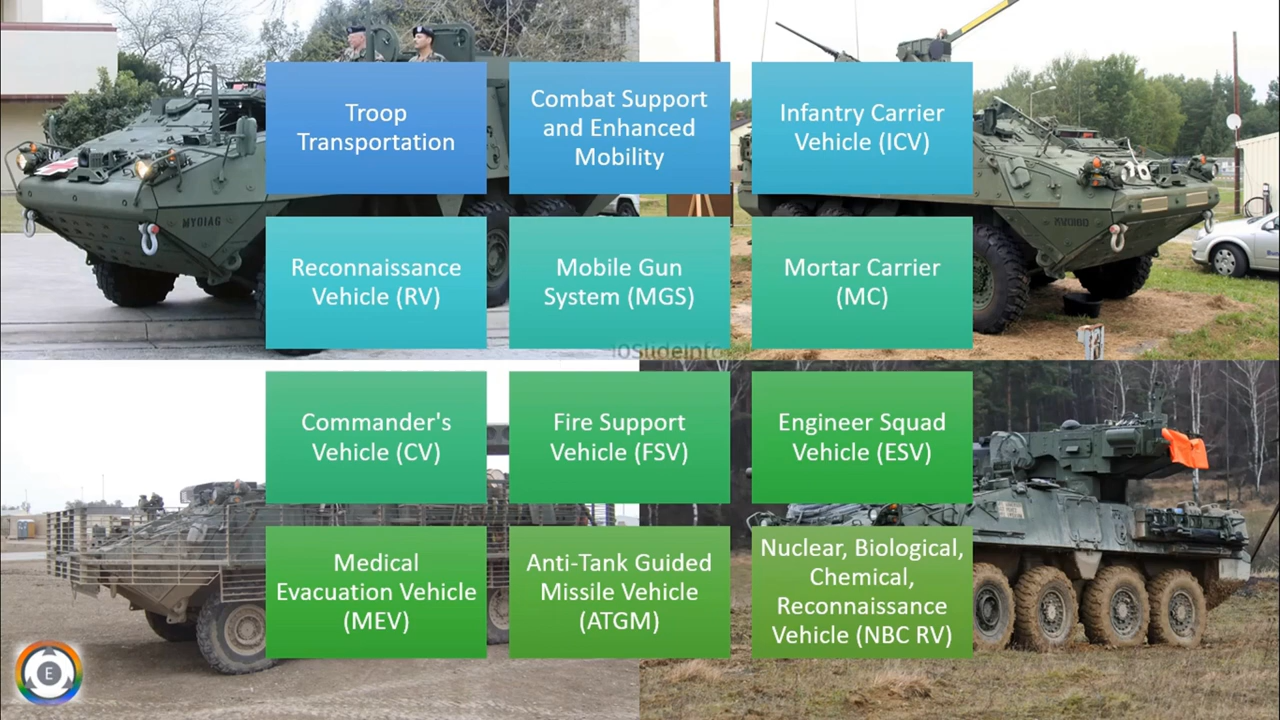 Troop
Transportation
Combat Support
and Enhanced
Mobility
Infantry Carrier
Vehicle (ICV)
Reconnaissance
Vehicle (RV)
Mobile Gun
System (MGS)
Mortar Carrier
(MC)
10SlideInfo
Commander's
Vehicle (CV)
Fire Support
Vehicle (FSV)
Engineer Squad
Vehicle (ESV)
Medical
Evacuation Vehicle
(MEV)
Anti-Tank Guided
Missile Vehicle
(ATGM)
Nuclear, Biological,
Chemical,
Reconnaissance
Vehicle (NBC RV)
E